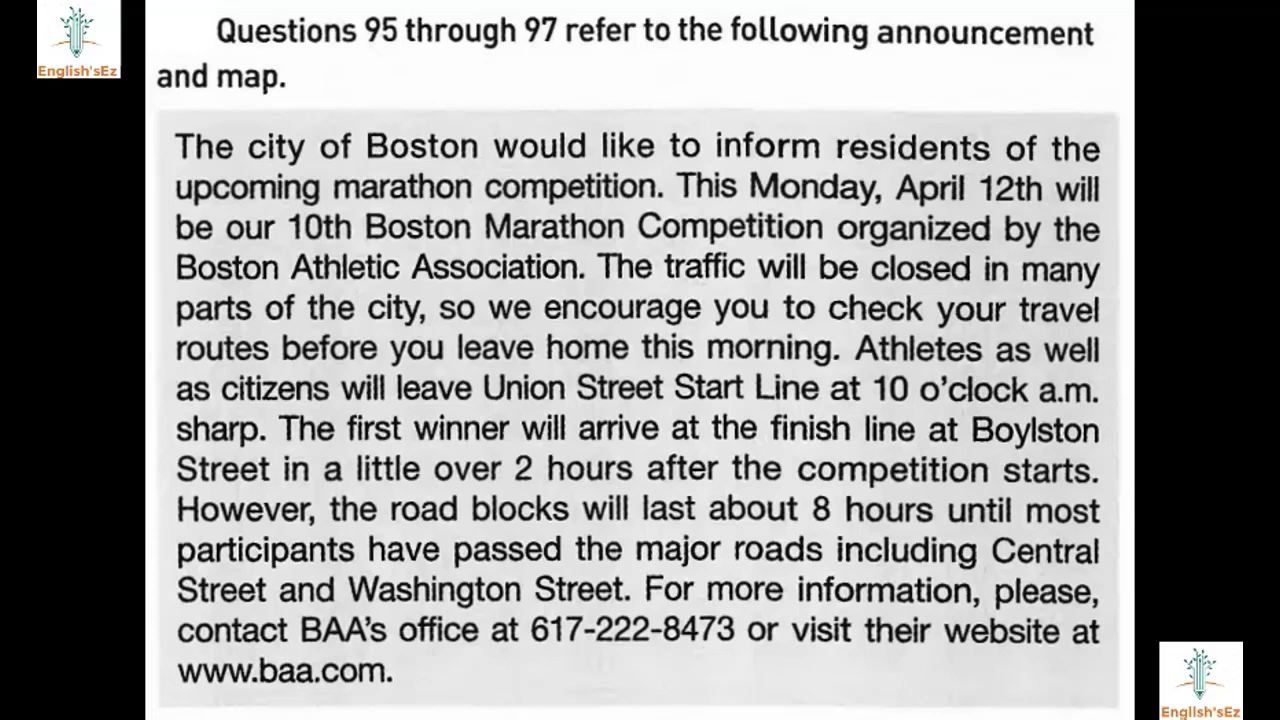 English'sEz
Questions 95 through 97 refer to the following announcement
and map.
The city of Boston would like to inform residents of the
upcoming marathon competition. This Monday, April 12th will
be our 10th Boston Marathon Competition organized by the
Boston Athletic Association. The traffic will be closed in many
parts of the city, so we encourage you to check your travel
routes before you leave home this morning. Athletes as well
as citizens will leave Union Street Start Line at 10 o'clock a.m.
sharp. The first winner will arrive at the finish line at Boylston
Street in a little over 2 hours after the competition starts.
However, the road blocks will last about 8 hours until most
participants have passed the major roads including Central
Street and Washington Street. For more information, please,
contact BAA's office at 617-222-8473 or visit their website at
www.baa.com.
English'sEz